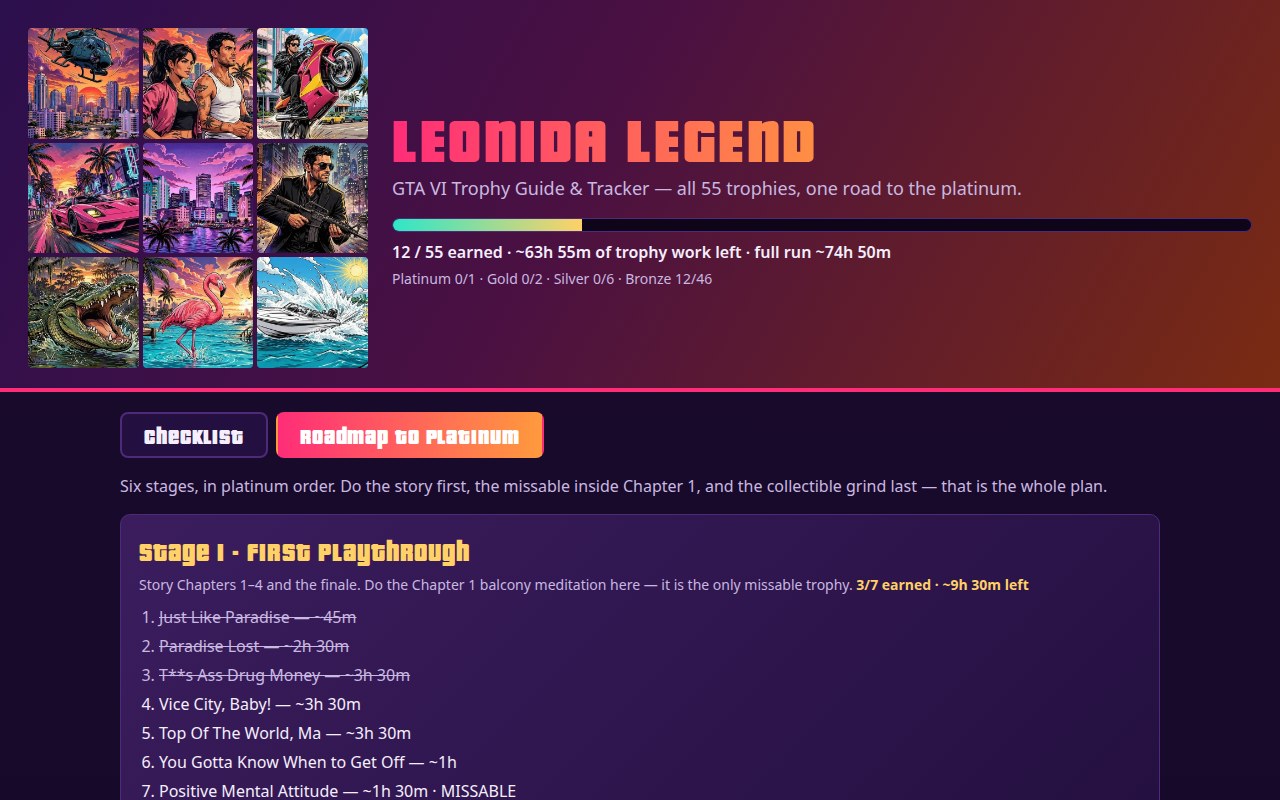 LEONIDA LEGEND
GTA VI Trophy Guide & Tracker — all 55 trophies, one road to the platinum.
12 / 55 earned · ~63h 55m of trophy work left · full run ~74h 50m
Platinum 0/1 · Gold 0/2 · Silver 0/6 · Bronze 12/46
Checklist
Roadmap to Platinum
Six stages, in platinum order. Do the story first, the missable inside Chapter 1, and the collectible grind last — that is the whole plan.
Stage 1 - First Playthrough
Story Chapters 1–4 and the finale. Do the Chapter 1 balcony meditation here — it is the only missable trophy. 3/7 earned · ~9h 30m left
1. Just Like Paradise — ~45m
2. Paradise Lost — ~2h 30m
3. T**s Ass Drug Money — ~3h 30m
4. Vice City, Baby! — ~3h 30m
5. Top Of The World, Ma — ~3h 30m
6. You Gotta Know When to Get Off — ~1h
7. Positive Mental Attitude — ~1h 30m · MISSABLE